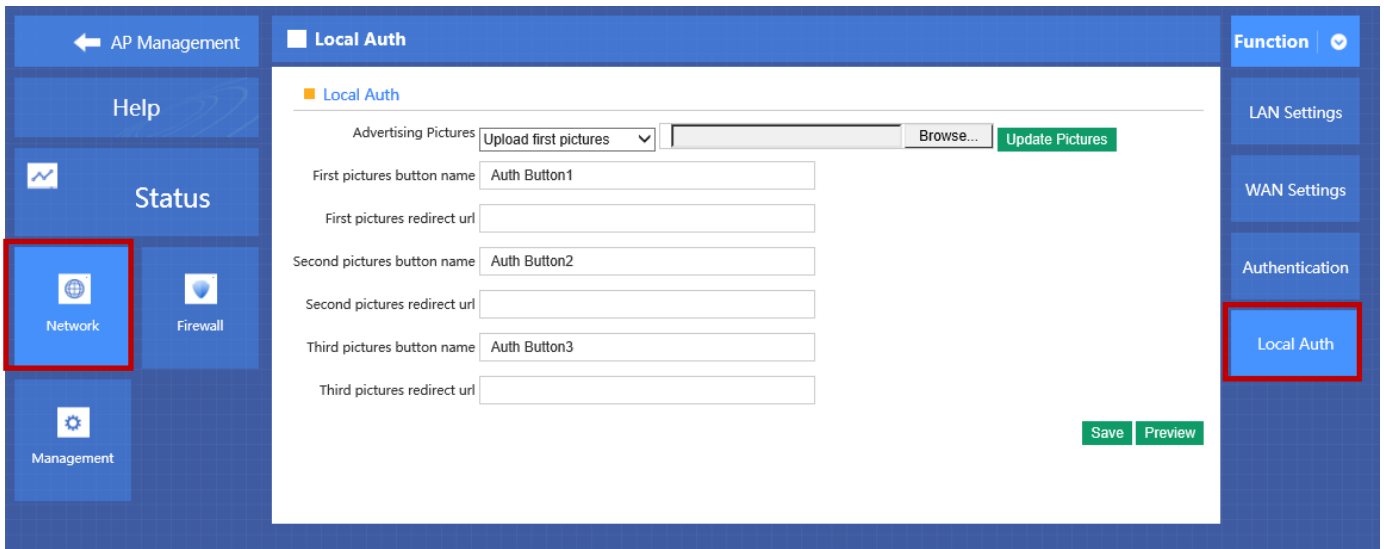 AP Management
Help
Status
Network
Firewall
Management
Local Auth
Local Auth
Advertising Pictures Upload first pictures Browse... Update Pictures
First pictures button name Auth Button1
First pictures redirect url
Second pictures button name Auth Button2
Second pictures redirect url
Third pictures button name Auth Button3
Third pictures redirect url
Save Preview
Function
LAN Settings
WAN Settings
Authentication
Local Auth